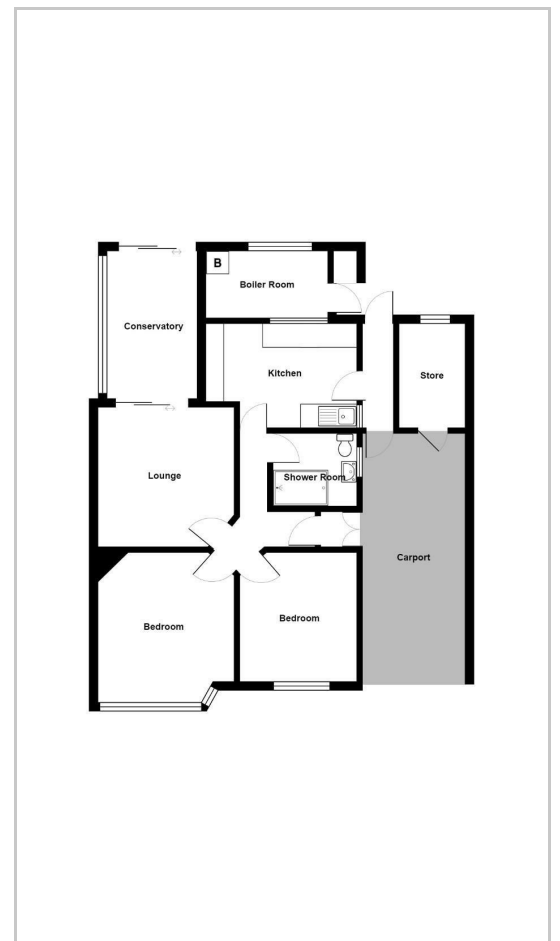 B
Boiler Room
Conservatory
Kitchen
Store
Lounge
Shower Room
Carport
Bedroom
Bedroom